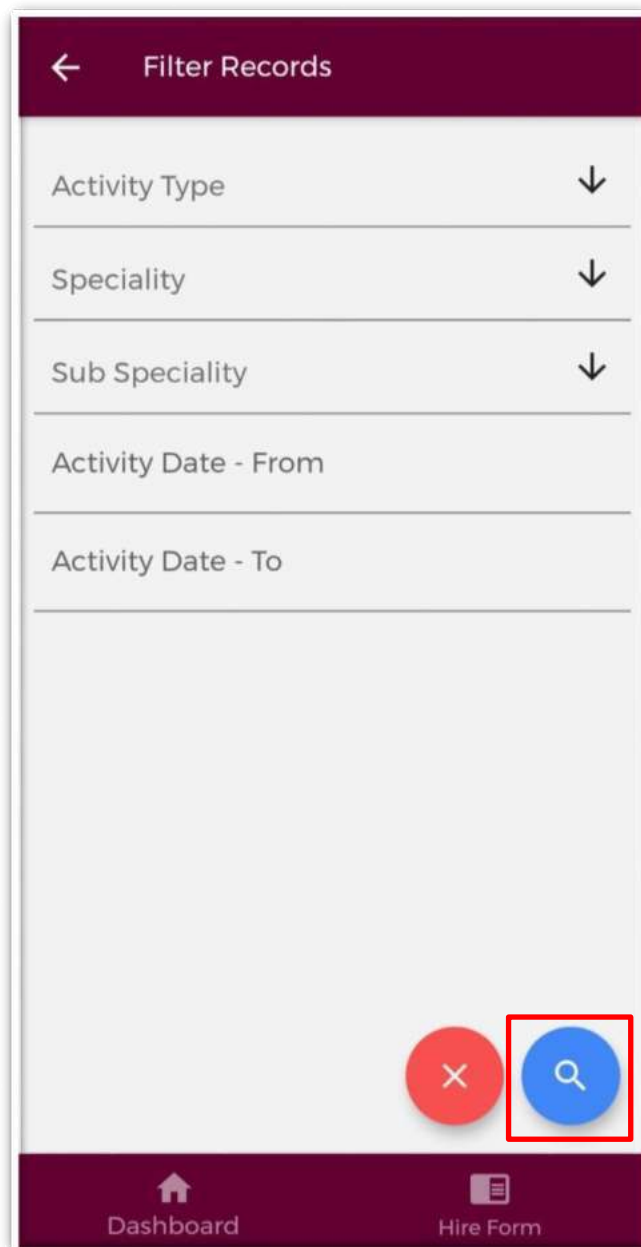 Filter Records
Activity Type
Speciality
Sub Speciality
Activity Date - From
Activity Date - To
Dashboard
Hire Form